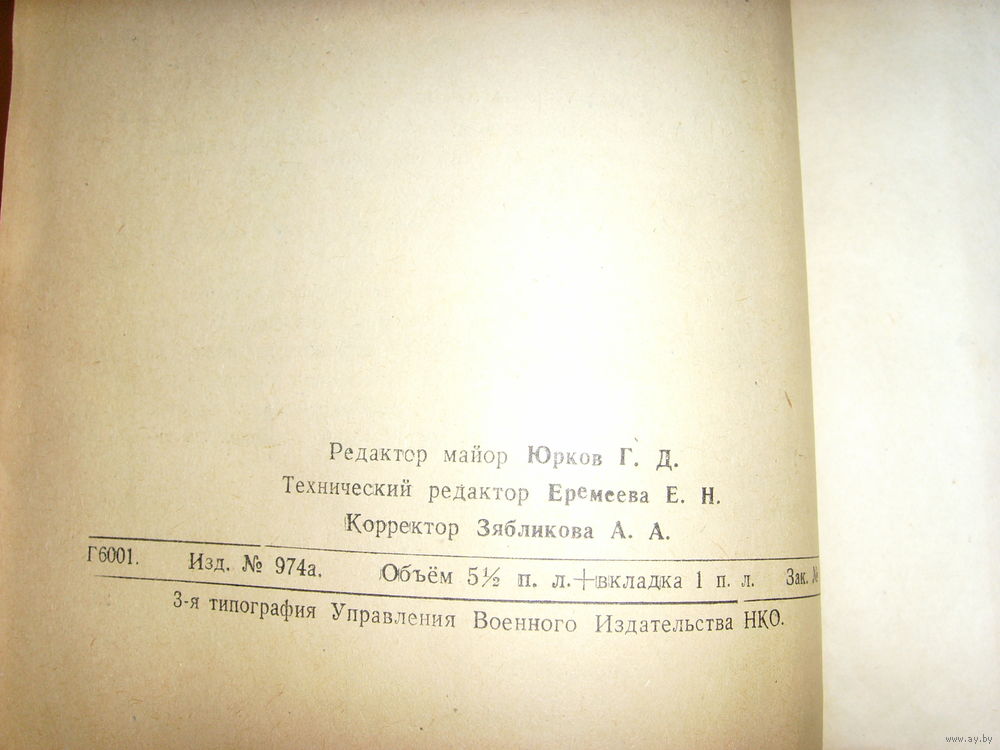 Редактор майор Юрков Г. Д.
Технический редактор Еремеева Е. Н.
Корректор Зябликова А. А.
Г6001. Изд. № 974а. Объём 5½ п. л.+вкладка 1 п. л. Зак. №
3-я типография Управления Военного Издательства НКО.
www.ay.by